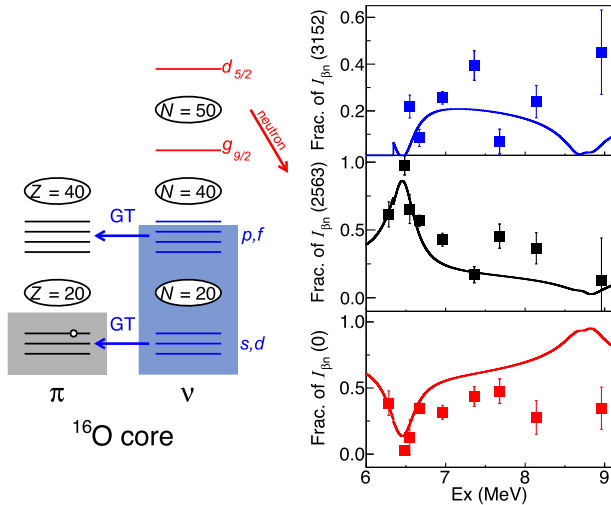 d5/2
N = 50
neutron
g9/2
Z = 40
N = 40
GT
p,f
Z = 20
N = 20
GT
s,d
π
ν
16O core
Frac. of Iβn (3152)
0.6
0.4
0.2
Frac. of Iβn (2563)
1.0
0.5
0.0
Frac. of Iβn (0)
1.0
0.5
0.0
6
7
8
9
Ex (MeV)